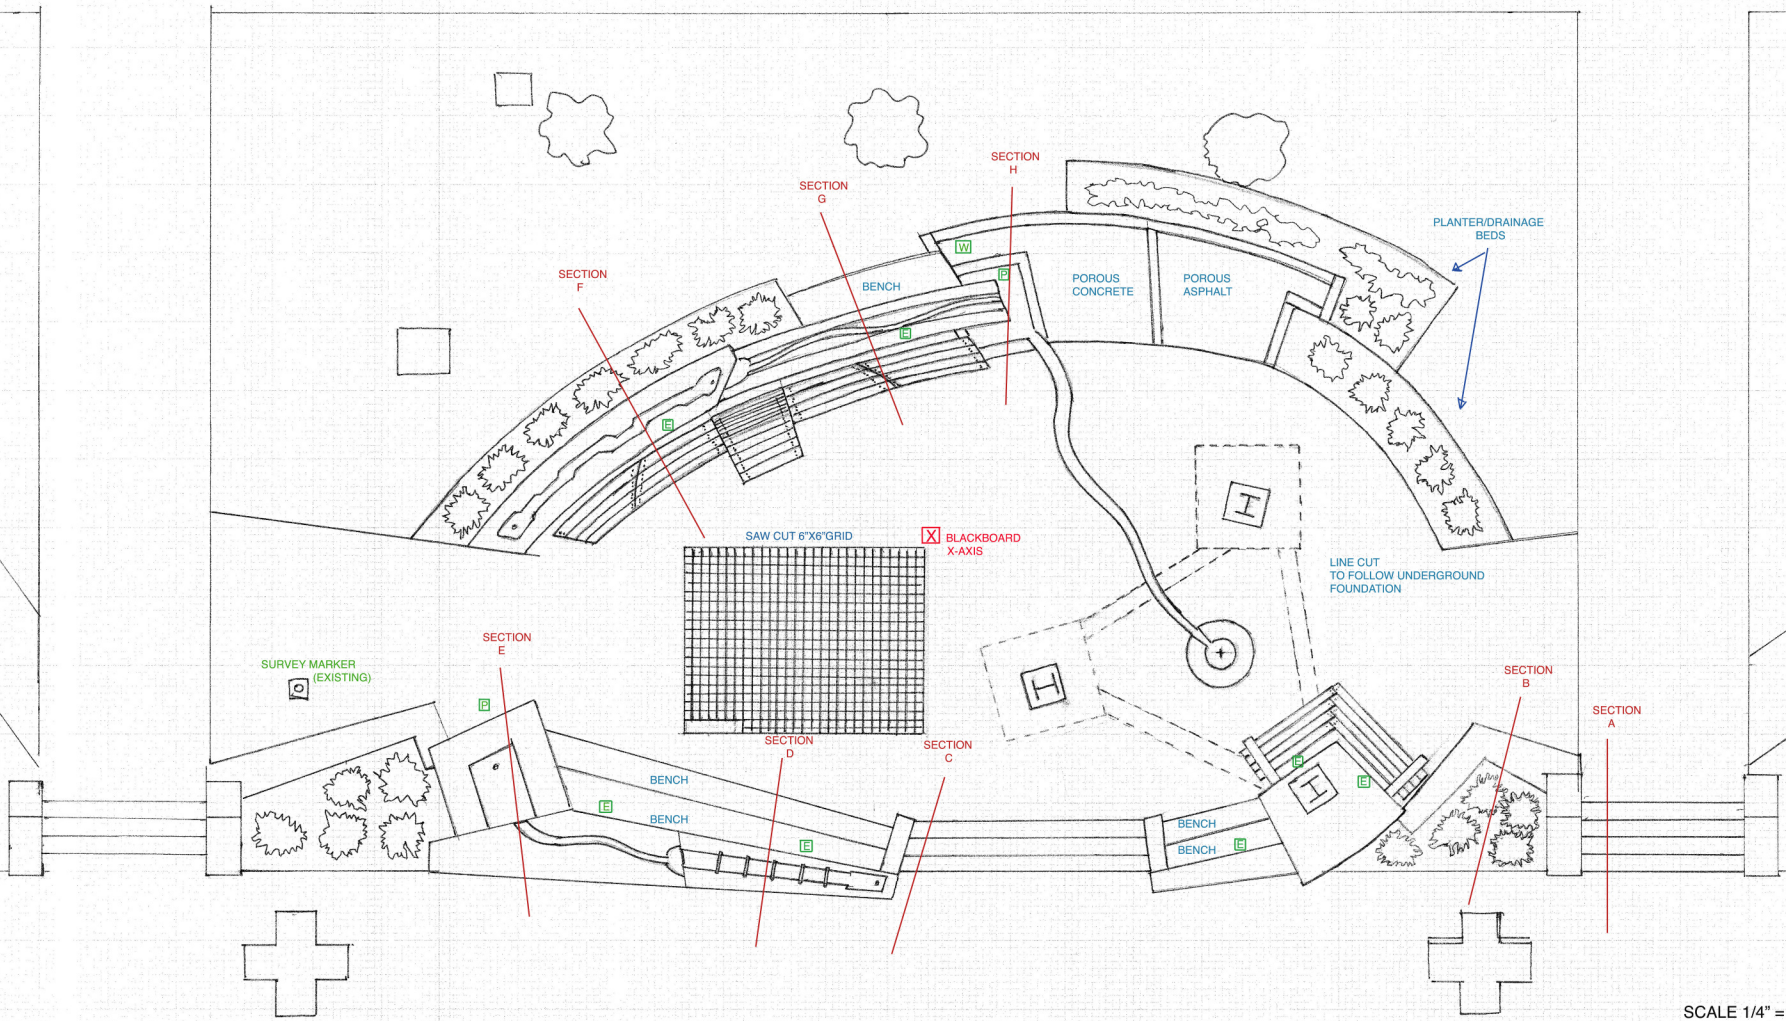 SECTION
H
SECTION
G
PLANTER/DRAINAGE
BEDS
W
SECTION
F
P
POROUS
CONCRETE
POROUS
ASPHALT
BENCH
E
E
H
SAW CUT 6"X6"GRID
X
BLACKBOARD
X-AXIS
LINE CUT
TO FOLLOW UNDERGROUND
FOUNDATION
SECTION
E
SURVEY MARKER
(EXISTING)
H
SECTION
B
P
SECTION
A
SECTION
D
SECTION
C
E
BENCH
E
H
E
BENCH
BENCH
E
BENCH
E
SCALE 1/4" =